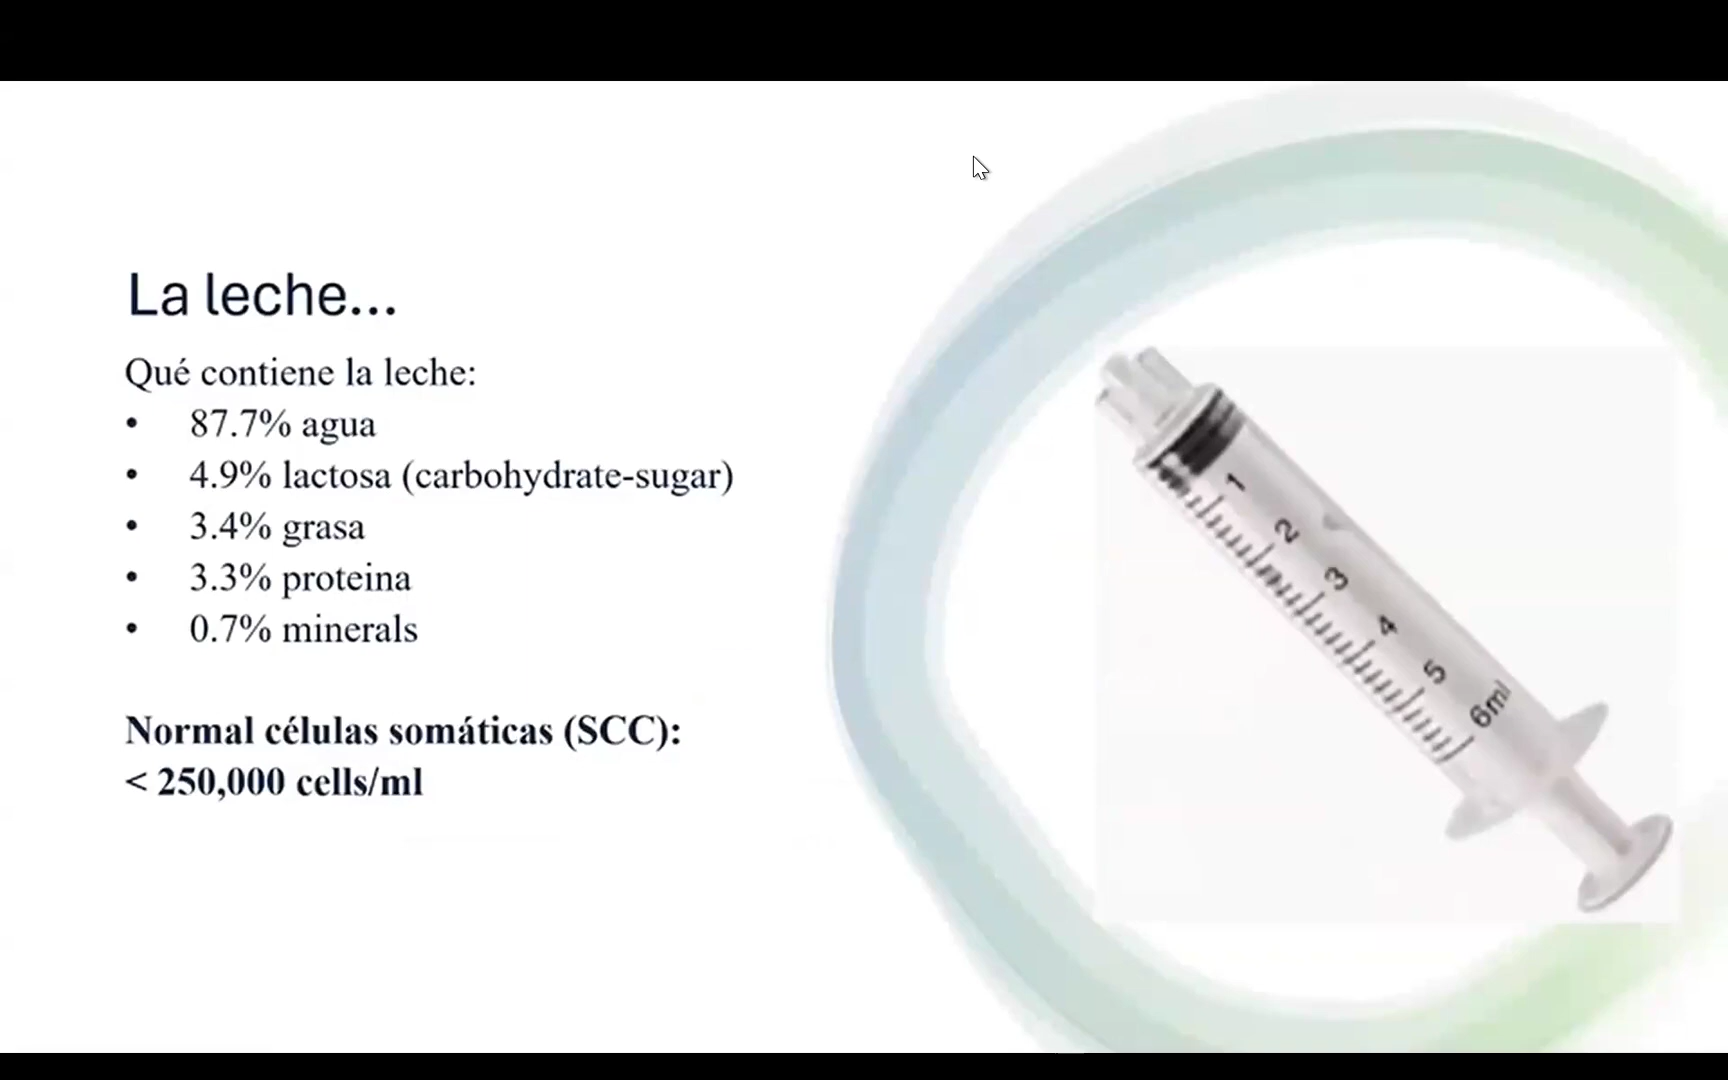 La leche...
Qué contiene la leche:
• 87.7% agua
• 4.9% lactosa (carbohydrate-sugar)
• 3.4% grasa
• 3.3% proteina
• 0.7% minerals
Normal células somáticas (SCC):
< 250,000 cells/ml
1
2
3
4
5
6ml